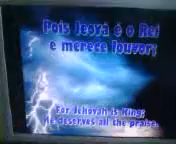 Pois Jeová é o Rei
e merece louvor;
For Jehovah is King;
He deserves all the praise.